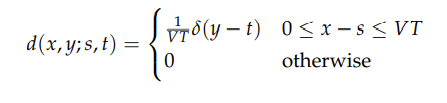 d(x, y; s, t) = { 1/VT δ(y − t) 0 ≤ x − s ≤ VT
0 otherwise